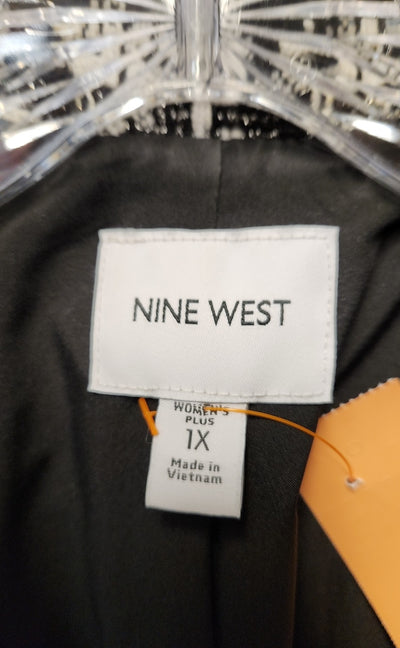 NINE WEST
WOMEN'S
PLUS
1X
Made in
Vietnam